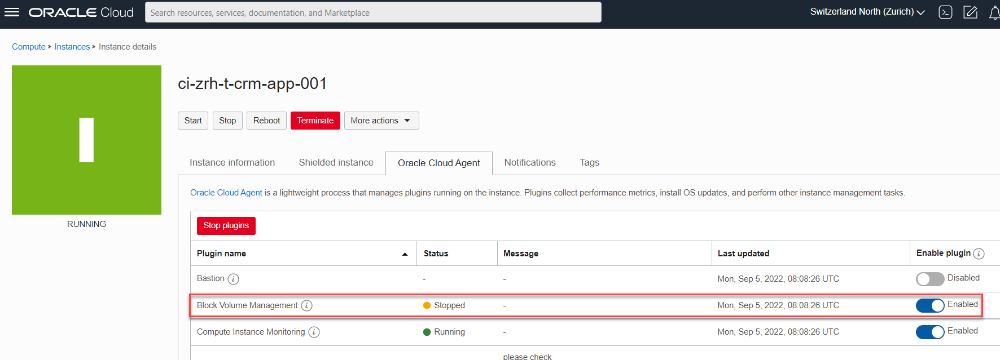 ORACLE Cloud
Search resources, services, documentation, and Marketplace
Switzerland North (Zurich)
Compute » Instances » Instance details
ci-zrh-t-crm-app-001
Start Stop Reboot Terminate More actions
RUNNING
Instance information Shielded instance Oracle Cloud Agent Notifications Tags
Oracle Cloud Agent is a lightweight process that manages plugins running on the instance. Plugins collect performance metrics, install OS updates, and perform other instance management tasks.
Stop plugins
Plugin name Status Message Last updated Enable plugin i
Bastion i - - Mon, Sep 5, 2022, 08:08:26 UTC Disabled
Block Volume Management i Stopped - Mon, Sep 5, 2022, 08:08:26 UTC Enabled
Compute Instance Monitoring i Running - Mon, Sep 5, 2022, 08:08:26 UTC Enabled
please check